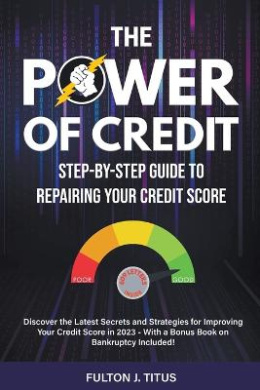 THE
POWER
OF CREDIT
STEP-BY-STEP GUIDE TO
REPAIRING YOUR CREDIT SCORE
POOR
GOOD
Discover the Latest Secrets and Strategies for Improving
Your Credit Score in 2023 - With a Bonus Book on
Bankruptcy Included!
FULTON J. TITUS